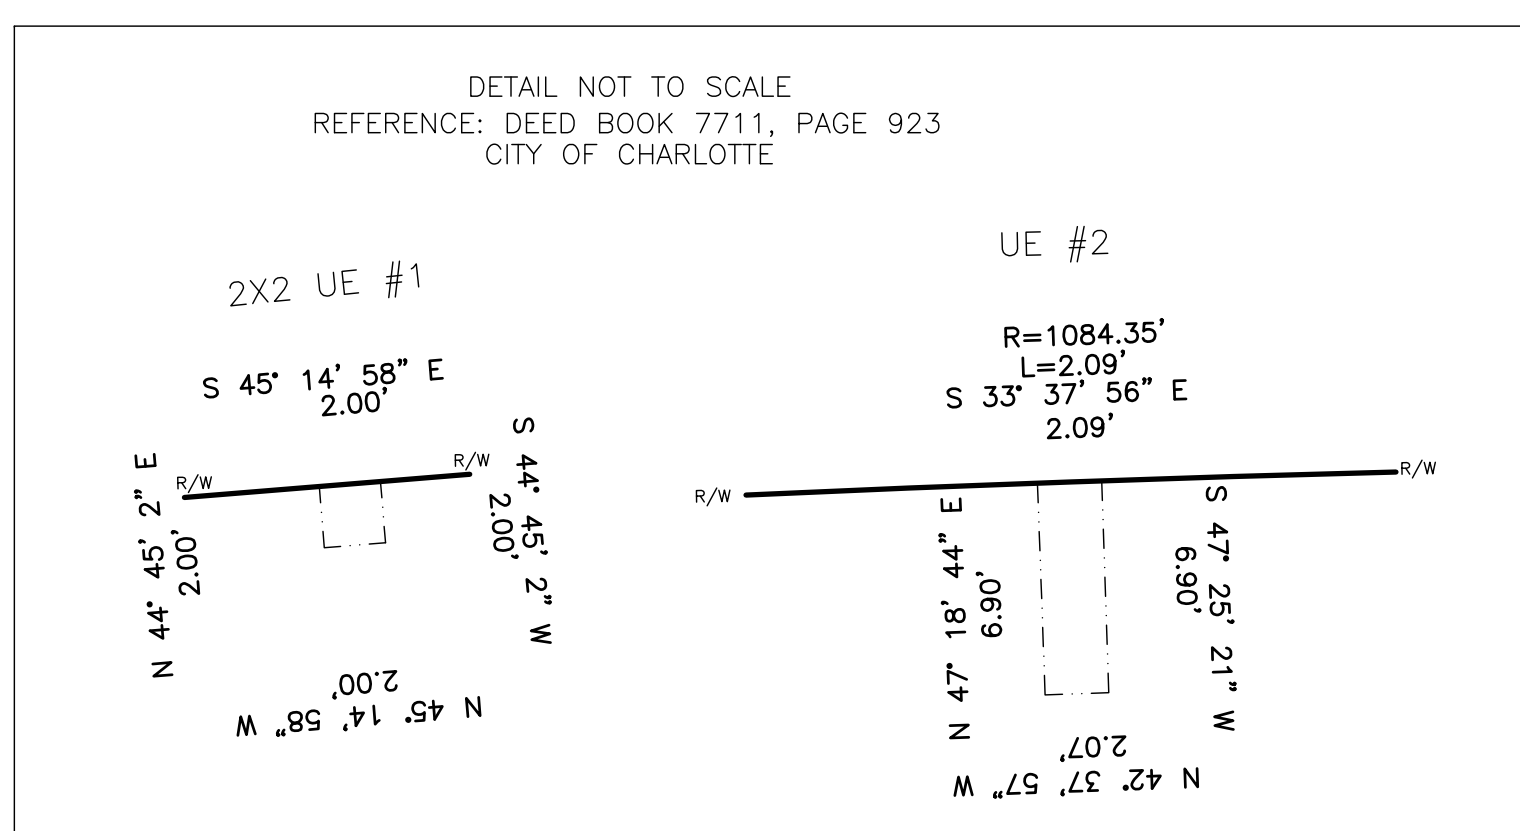 DETAIL NOT TO SCALE
REFERENCE: DEED BOOK 7711, PAGE 923
CITY OF CHARLOTTE
2X2 UE #1
S 45° 14' 58" E
2.00'
R/W
R/W
N 44° 45' 2" E
2.00'
S 44° 45' 2" W
2.00'
N 45° 14' 58" W
2.00'
UE #2
R=1084.35'
L=2.09'
S 33° 37' 56" E
2.09'
R/W
R/W
N 47° 18' 44" E
6.90'
S 47° 25' 21" W
6.90'
N 42° 37' 57" W
2.07'